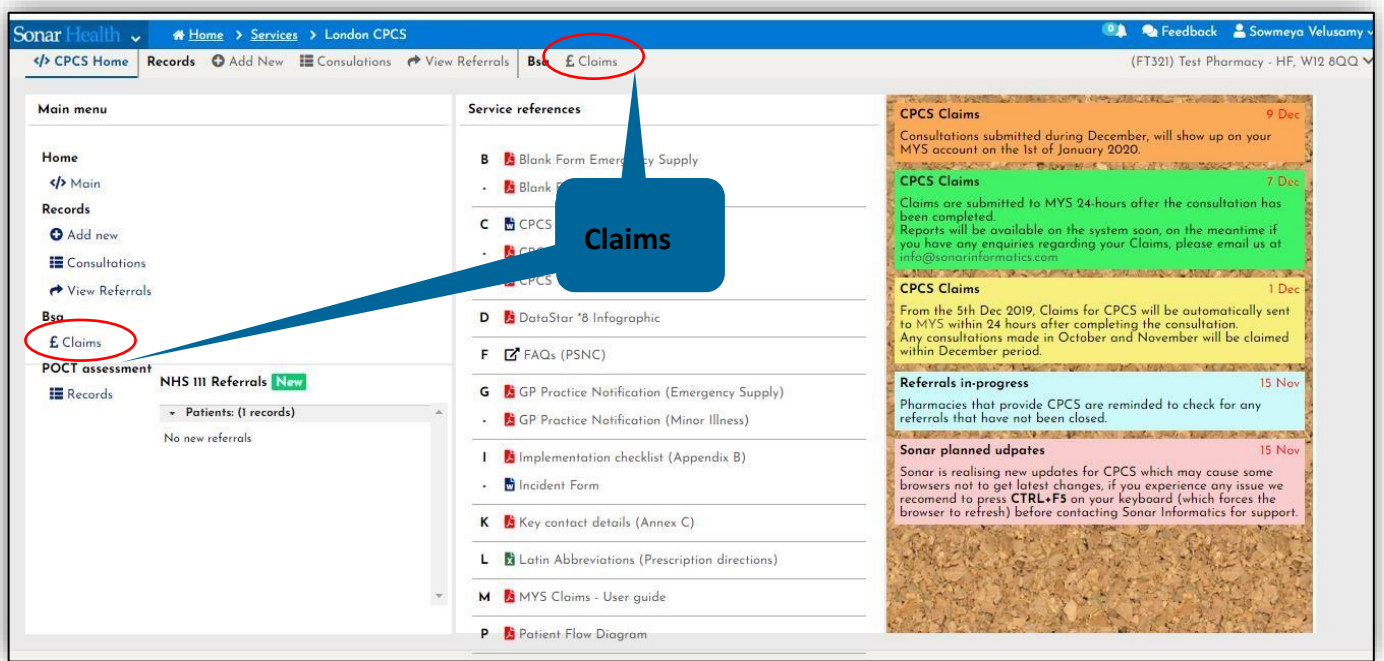 Sonar Health Home > Services > London CPCS 0 Feedback Sowmeya Velusamy
</> CPCS Home Records Add New Consulations View Referrals Bsa £ Claims (FT321) Test Pharmacy - HF, W12 8QQ
Main menu
Home
</> Main
Records
Add new
Consultations
View Referrals
Bsa
£ Claims
POCT assessment
Records
NHS 111 Referrals New
Patients: (1 records)
No new referrals
Service references
B Blank Form Emergency Supply
- Blank
C CPCS
-
CPCS
D DataStar *8 Infographic
F FAQs (PSNC)
G GP Practice Notification (Emergency Supply)
- GP Practice Notification (Minor Illness)
I Implementation checklist (Appendix B)
- Incident Form
K Key contact details (Annex C)
L Latin Abbreviations (Prescription directions)
M MYS Claims - User guide
P Patient Flow Diagram
Claims
CPCS Claims 9 Dec
Consultations submitted during December, will show up on your
MYS account on the 1st of January 2020.
CPCS Claims 7 Dec
Claims are submitted to MYS 24-hours after the consultation has
been completed.
Reports will be available on the system soon, on the meantime if
you have any enquiries regarding your Claims, please email us at
info@sonarinformatics.com
CPCS Claims 1 Dec
From the 5th Dec 2019, Claims for CPCS will be automatically sent
to MYS within 24 hours after completing the consultation.
Any consultations made in October and November will be claimed
within December period.
Referrals in-progress 15 Nov
Pharmacies that provide CPCS are reminded to check for any
referrals that have not been closed.
Sonar planned udpates 15 Nov
Sonar is realising new updates for CPCS which may cause some
browsers not to get latest changes, if you experience any issue we
recomend to press CTRL+F5 on your keyboard (which forces the
browser to refresh) before contacting Sonar Informatics for support.